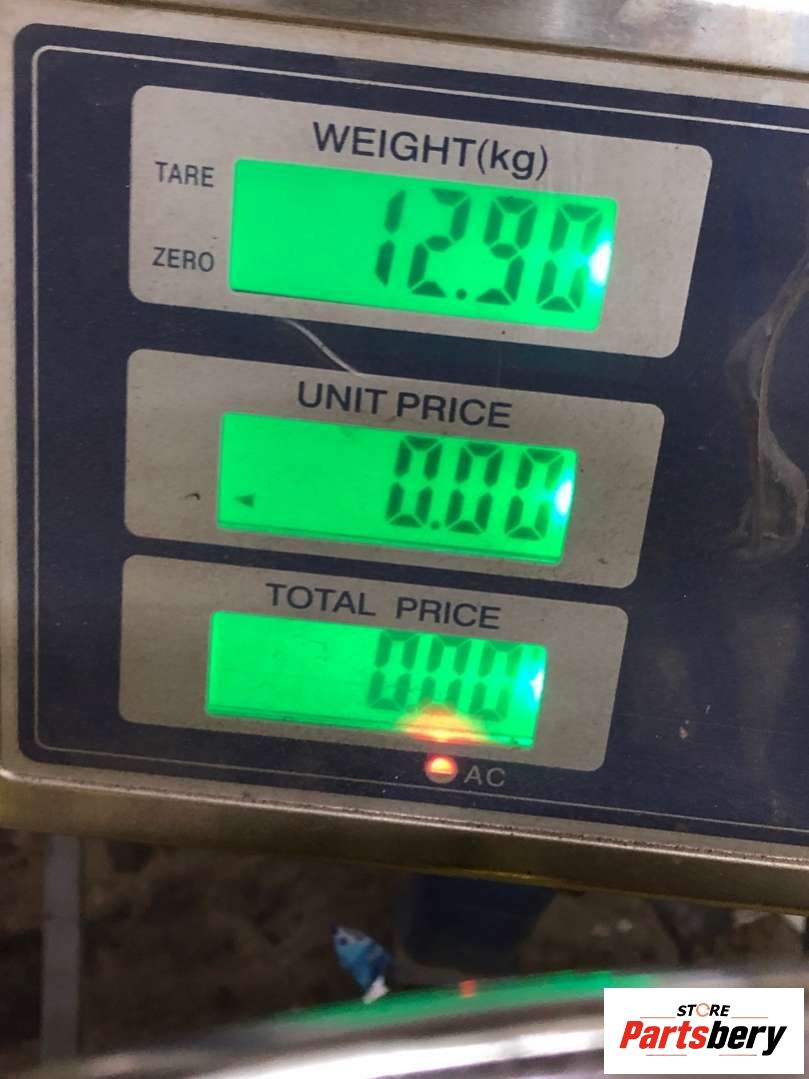 WEIGHT(kg)
TARE
12.90
ZERO
UNIT PRICE
0.00
TOTAL PRICE
0.00
AC
STORE
Partsbery